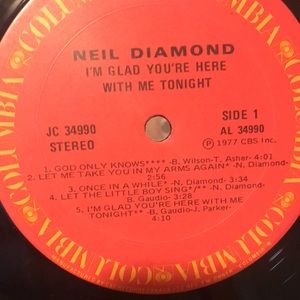 NEIL DIAMOND
I'M GLAD YOU'RE HERE
WITH ME TONIGHT
JC 34990
STEREO
SIDE 1
AL 34990
℗ 1977 CBS Inc.
1. GOD ONLY KNOWS**** -B. Wilson-T. Asher- 4:01
2. LET ME TAKE YOU IN MY ARMS AGAIN* -N. Diamond-
2:56
3. ONCE IN A WHILE* -N. Diamond- 3:34
4. LET THE LITTLE BOY SING*/** -N. Diamond-
B. Gaudio- 3:28
5. I'M GLAD YOU'RE HERE WITH ME
TONIGHT** -B. Gaudio-J. Parker-
4:10
COLUMBIA COLUMBIA COLUMBIA COLUMBIA